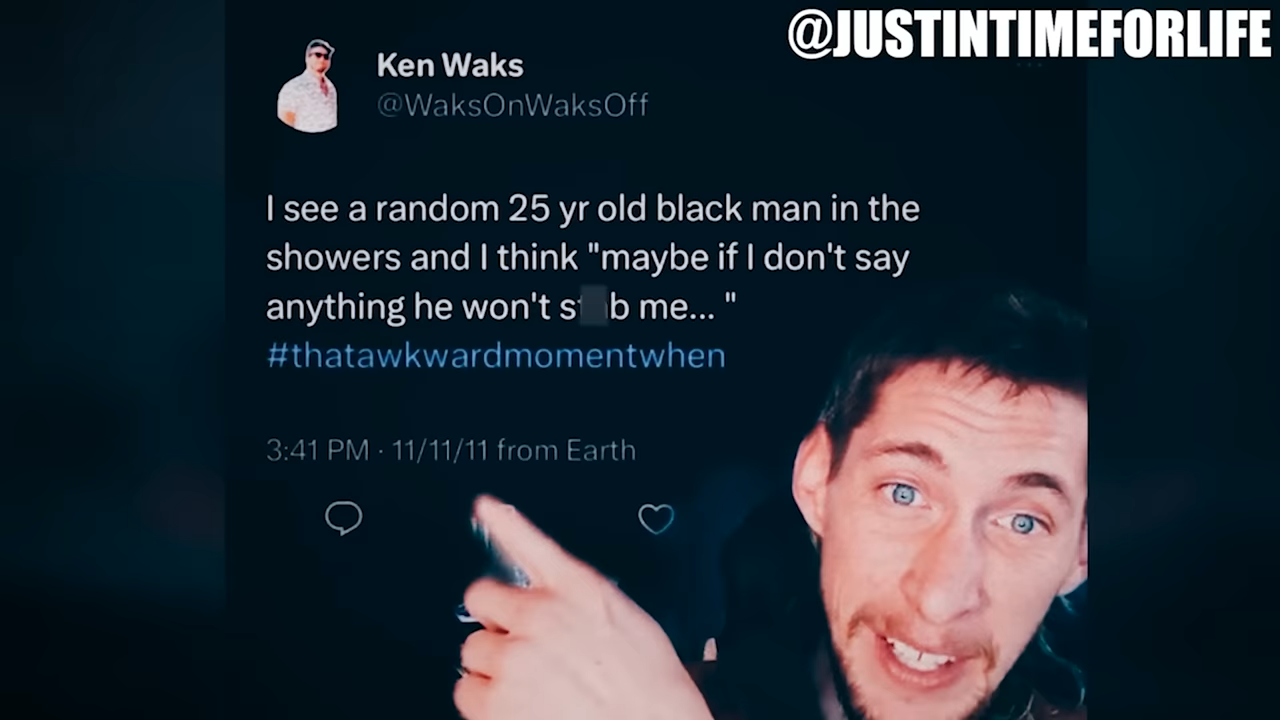 @JUSTINTIMEFORLIFE
Ken Waks
@WaksOnWaksOff
I see a random 25 yr old black man in the
showers and I think "maybe if I don't say
anything he won't s b me... "
#thatawkwardmomentwhen
3:41 PM · 11/11/11 from Earth